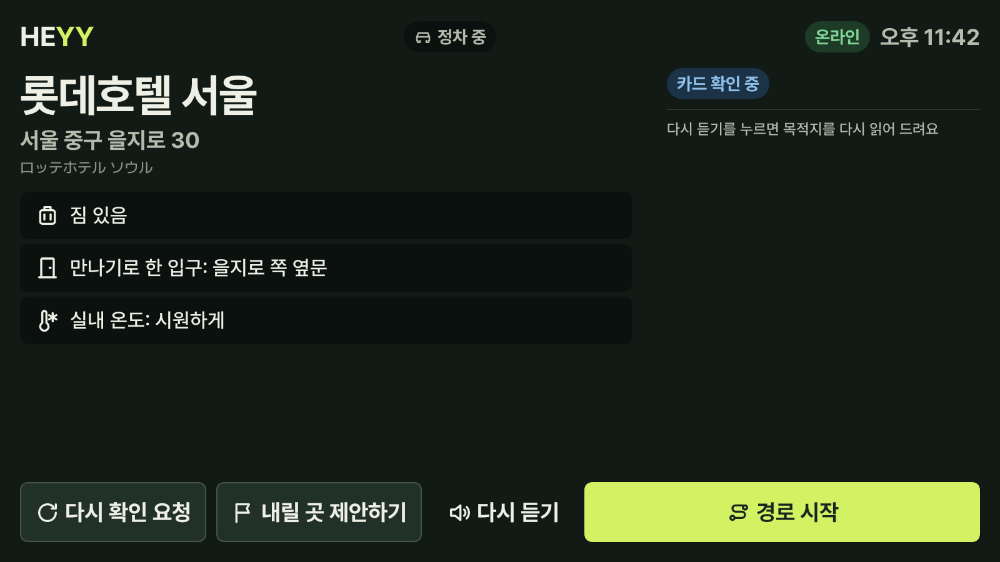 HEYY
정차 중
온라인
오후 11:42
롯데호텔 서울
서울 중구 을지로 30
ロッテホテル ソウル
카드 확인 중
다시 듣기를 누르면 목적지를 다시 읽어 드려요
짐 있음
만나기로 한 입구: 을지로 쪽 옆문
실내 온도: 시원하게
다시 확인 요청
내릴 곳 제안하기
다시 듣기
경로 시작